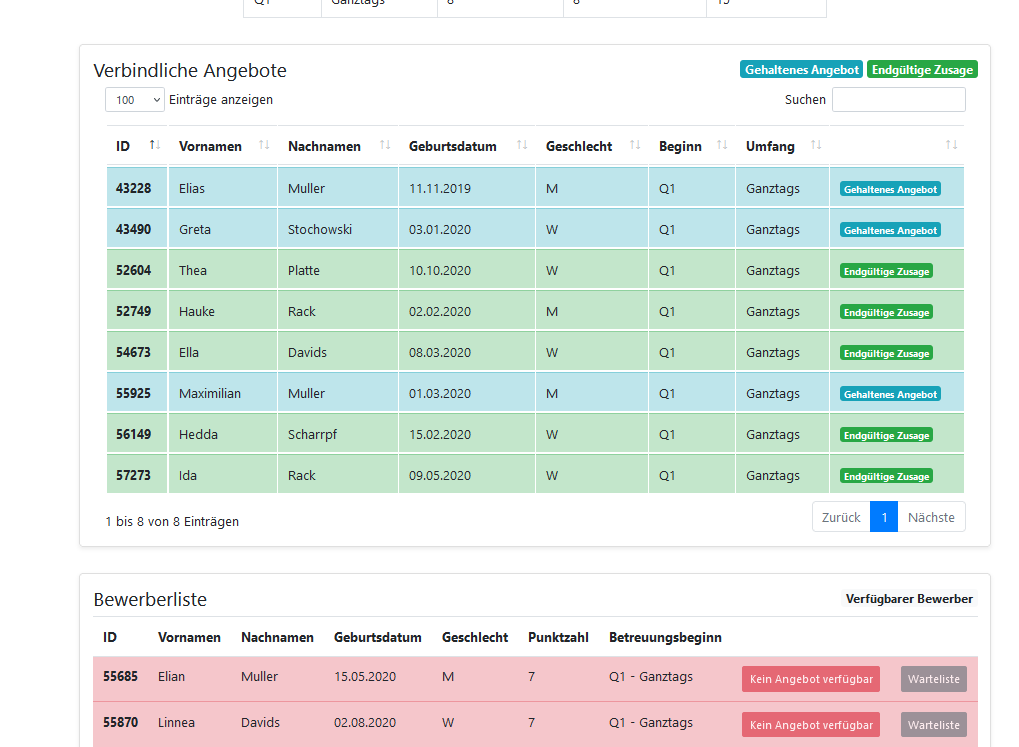 Q1 Ganztags 8 8 15
Verbindliche Angebote Gehaltenes Angebot Endgültige Zusage
100 Einträge anzeigen Suchen
ID Vornamen Nachnamen Geburtsdatum Geschlecht Beginn Umfang
43228 Elias Muller 11.11.2019 M Q1 Ganztags Gehaltenes Angebot
43490 Greta Stochowski 03.01.2020 W Q1 Ganztags Gehaltenes Angebot
52604 Thea Platte 10.10.2020 W Q1 Ganztags Endgültige Zusage
52749 Hauke Rack 02.02.2020 M Q1 Ganztags Endgültige Zusage
54673 Ella Davids 08.03.2020 W Q1 Ganztags Endgültige Zusage
55925 Maximilian Muller 01.03.2020 M Q1 Ganztags Gehaltenes Angebot
56149 Hedda Scharrpf 15.02.2020 W Q1 Ganztags Endgültige Zusage
57273 Ida Rack 09.05.2020 W Q1 Ganztags Endgültige Zusage
1 bis 8 von 8 Einträgen Zurück 1 Nächste
Bewerberliste Verfügbarer Bewerber
ID Vornamen Nachnamen Geburtsdatum Geschlecht Punktzahl Betreuungsbeginn
55685 Elian Muller 15.05.2020 M 7 Q1 - Ganztags Kein Angebot verfügbar Warteliste
55870 Linnea Davids 02.08.2020 W 7 Q1 - Ganztags Kein Angebot verfügbar Warteliste